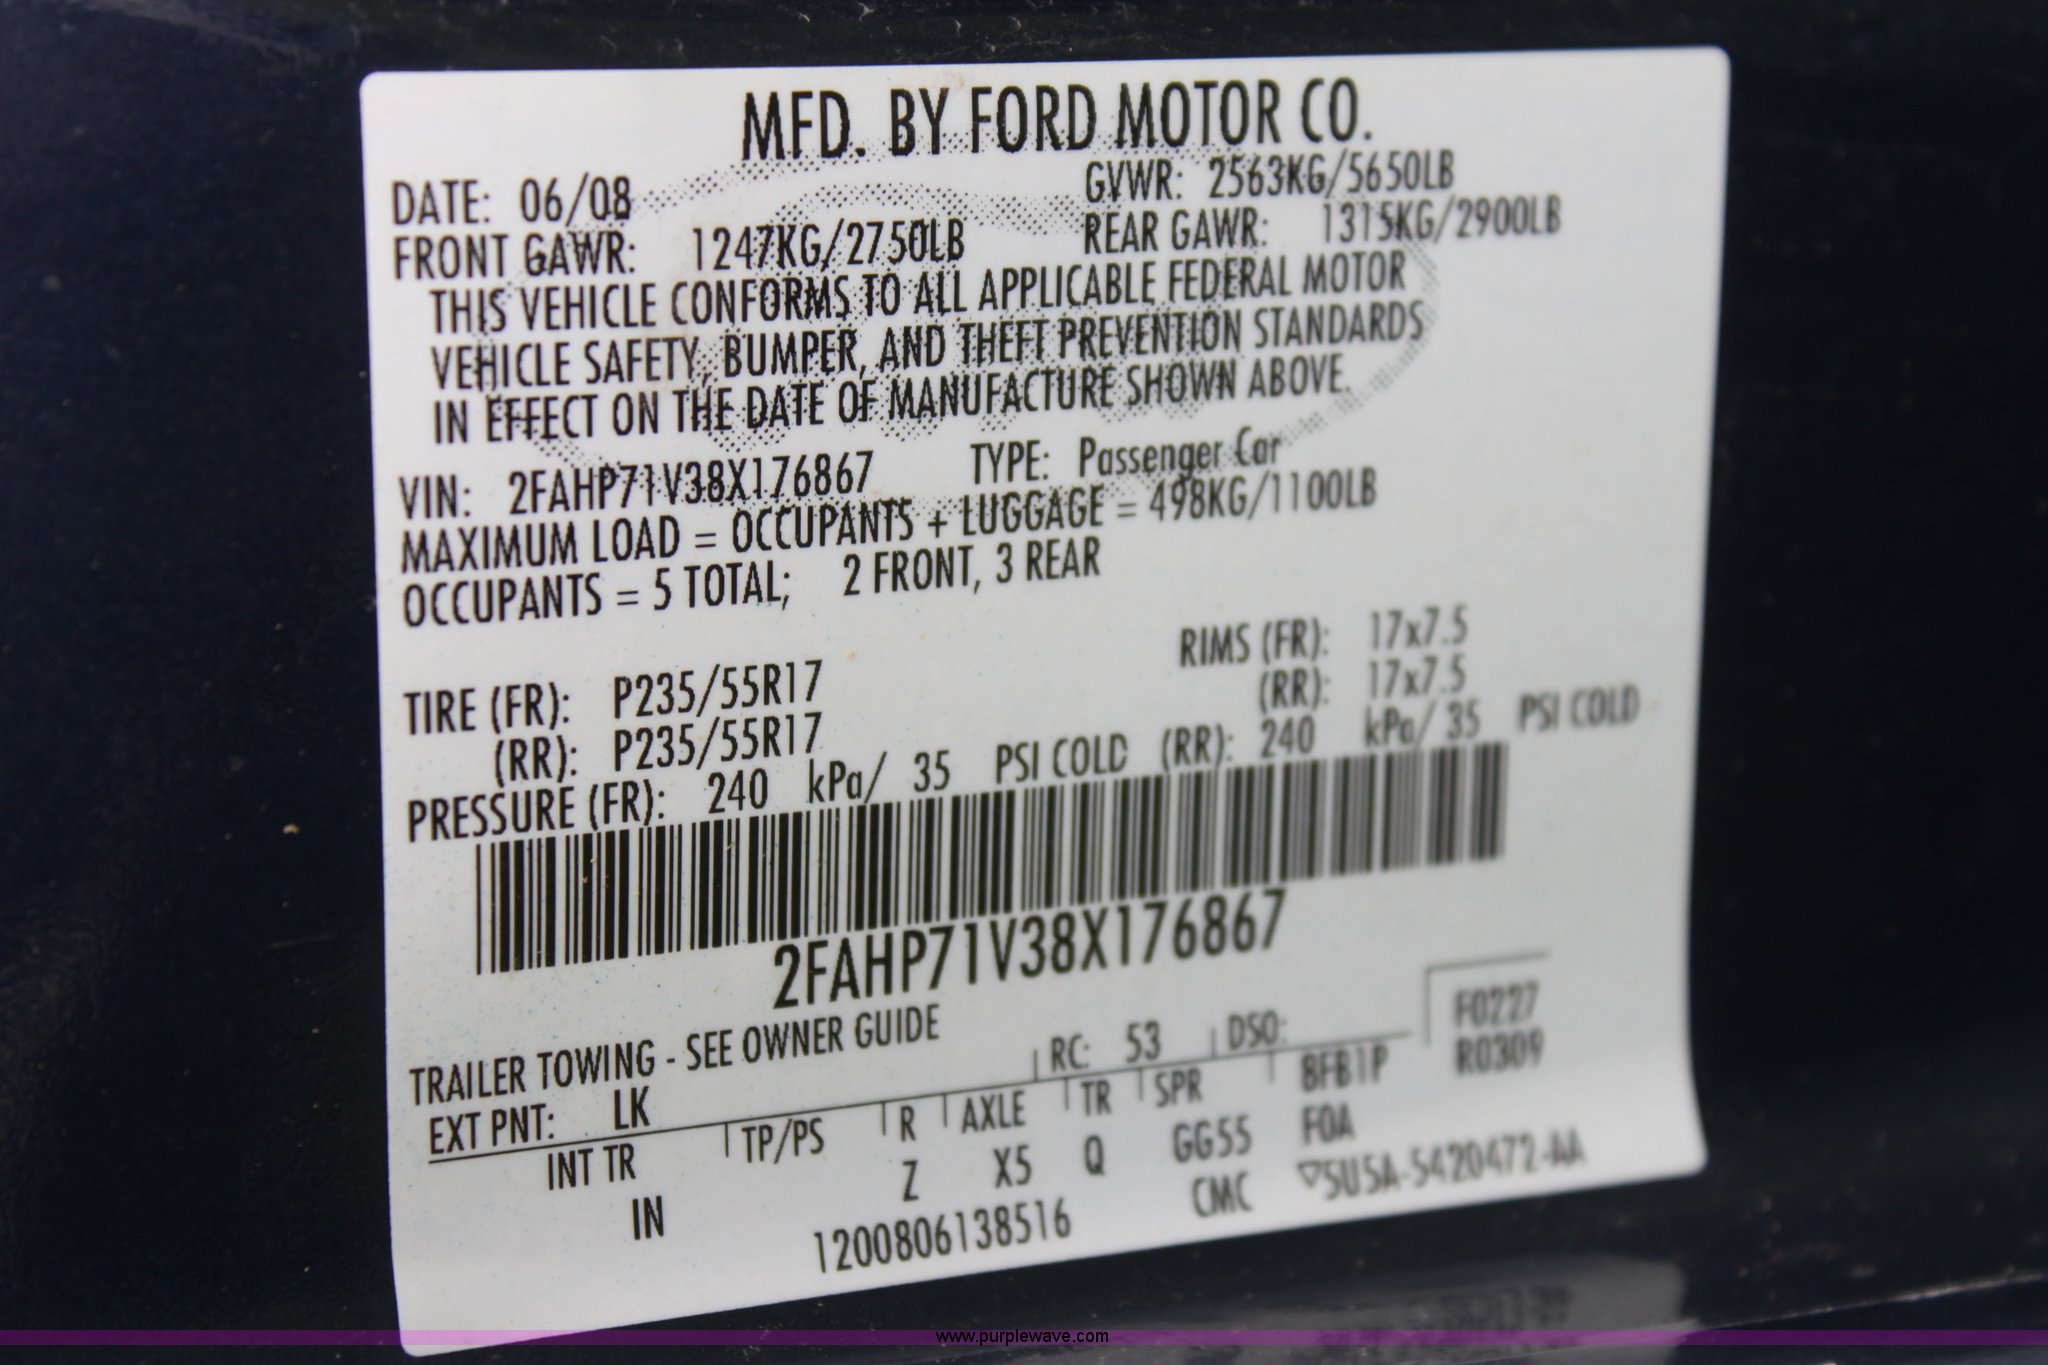 MFD. BY FORD MOTOR CO.
DATE: 06/08 GVWR: 2563KG/5650LB
FRONT GAWR: 1247KG/2750LB REAR GAWR: 1315KG/2900LB
THIS VEHICLE CONFORMS TO ALL APPLICABLE FEDERAL MOTOR
VEHICLE SAFETY, BUMPER, AND THEFT PREVENTION STANDARDS
IN EFFECT ON THE DATE OF MANUFACTURE SHOWN ABOVE.
VIN: 2FAHP71V38X176867 TYPE: Passenger Car
MAXIMUM LOAD = OCCUPANTS + LUGGAGE = 498KG/1100LB
OCCUPANTS = 5 TOTAL; 2 FRONT, 3 REAR
TIRE (FR): P235/55R17 RIMS (FR): 17x7.5
(RR): P235/55R17 (RR): 17x7.5
PRESSURE (FR): 240 kPa/ 35 PSI COLD (RR): 240 kPa/ 35 PSI COLD
2FAHP71V38X176867
TRAILER TOWING - SEE OWNER GUIDE
F0227
EXT PNT: LK RC: 53 DSO: R0309
INT TR TP/PS R AXLE TR SPR 8FB1P
IN Z X5 Q GG55 FOA
1200806138516 CMC ▽5U5A-5420472-AA
www.purplewave.com